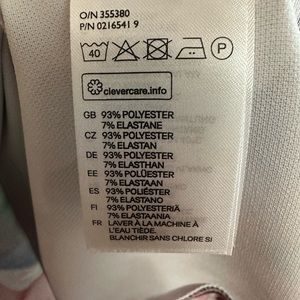 O/N 355380
P/N 0216541 9
40 P
clevercare.info
GB 93% POLYESTER
7% ELASTANE
CZ 93% POLYESTER
7% ELASTAN
DE 93% POLYESTER
7% ELASTHAN
EE 93% POLÜESTER
7% ELASTAAN
ES 93% POLIÉSTER
7% ELASTANO
FI 93% POLYESTERIÄ
7% ELASTAANIA
FR LAVER À LA MACHINE À
L'EAU TIÈDE.
BLANCHIR SANS CHLORE SI